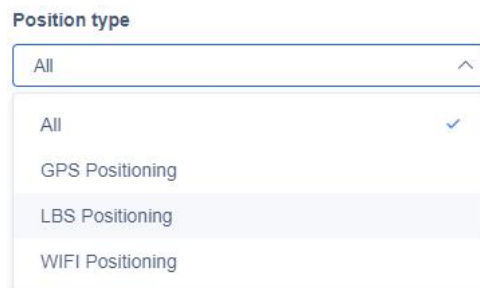 Position type
All
All
GPS Positioning
LBS Positioning
WIFI Positioning